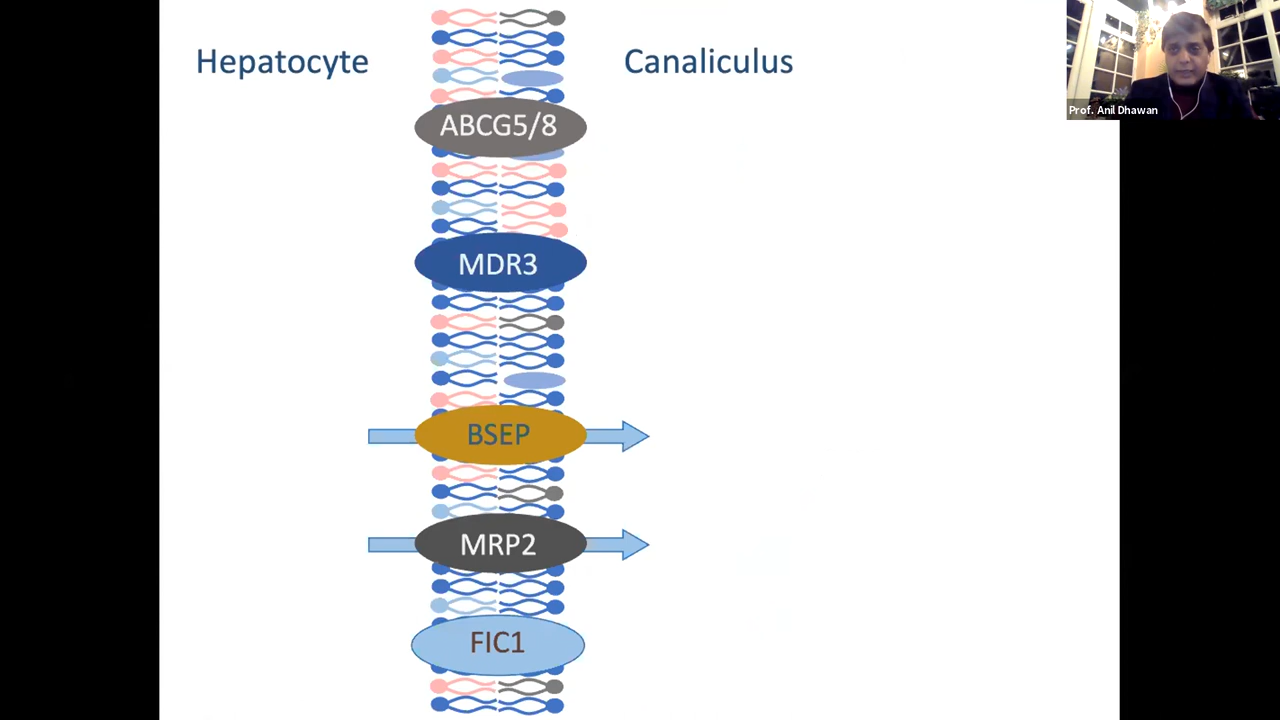 Hepatocyte
Canaliculus
Prof. Anil Dhawan
ABCG5/8
MDR3
BSEP
MRP2
FIC1